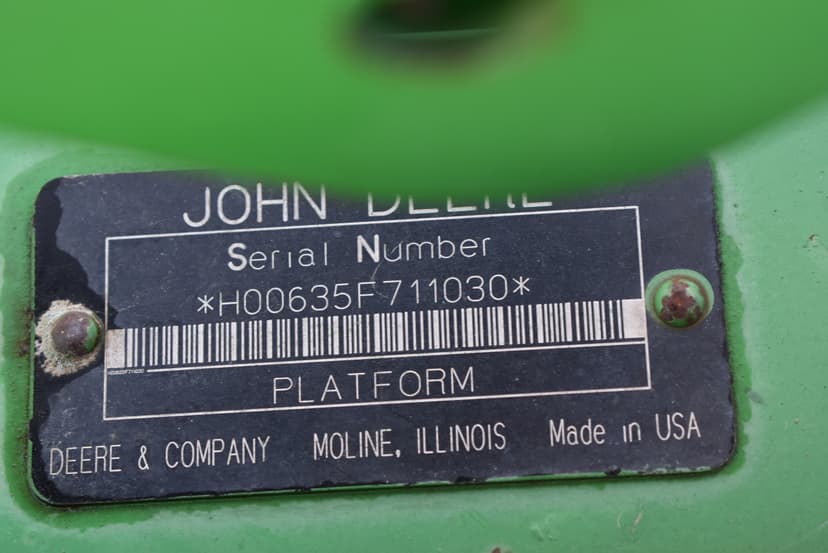 JOHN DEERE
Serial Number
*H00635F711030*
PLATFORM
DEERE & COMPANY MOLINE, ILLINOIS Made in USA